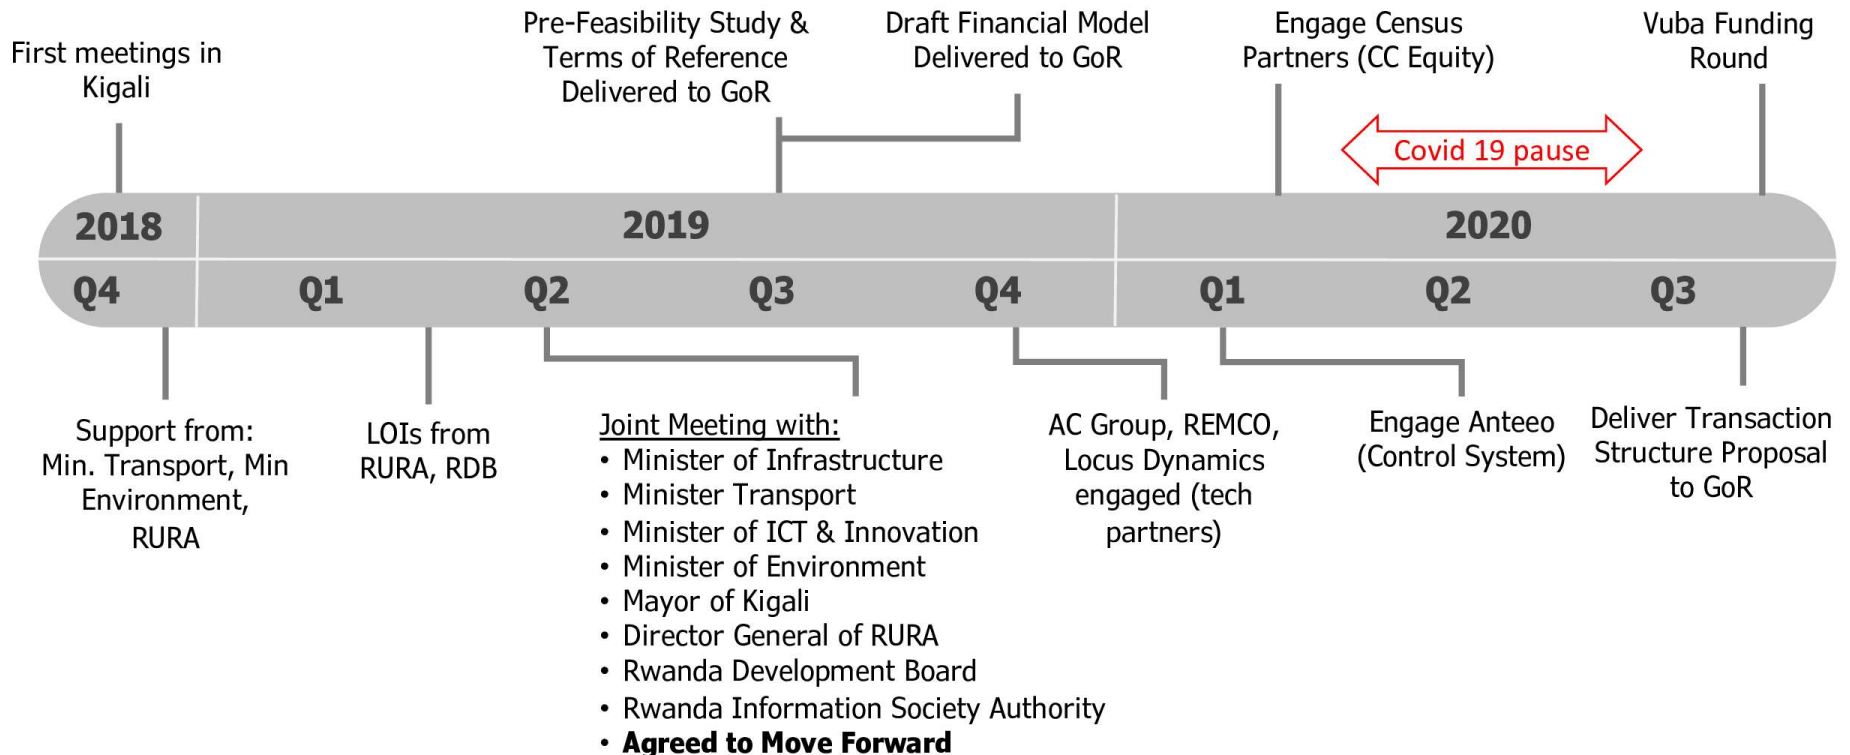 First meetings in
Kigali
Pre-Feasibility Study &
Terms of Reference
Delivered to GoR
Draft Financial Model
Delivered to GoR
Engage Census
Partners (CC Equity)
Vuba Funding
Round
Covid 19 pause
2018
2019
2020
Q4
Q1
Q2
Q3
Q4
Q1
Q2
Q3
Support from:
Min. Transport, Min
Environment,
RURA
LOIs from
RURA, RDB
Joint Meeting with:
• Minister of Infrastructure
• Minister Transport
• Minister of ICT & Innovation
• Minister of Environment
• Mayor of Kigali
• Director General of RURA
• Rwanda Development Board
• Rwanda Information Society Authority
• Agreed to Move Forward
AC Group, REMCO,
Locus Dynamics
engaged (tech
partners)
Engage Anteeo
(Control System)
Deliver Transaction
Structure Proposal
to GoR